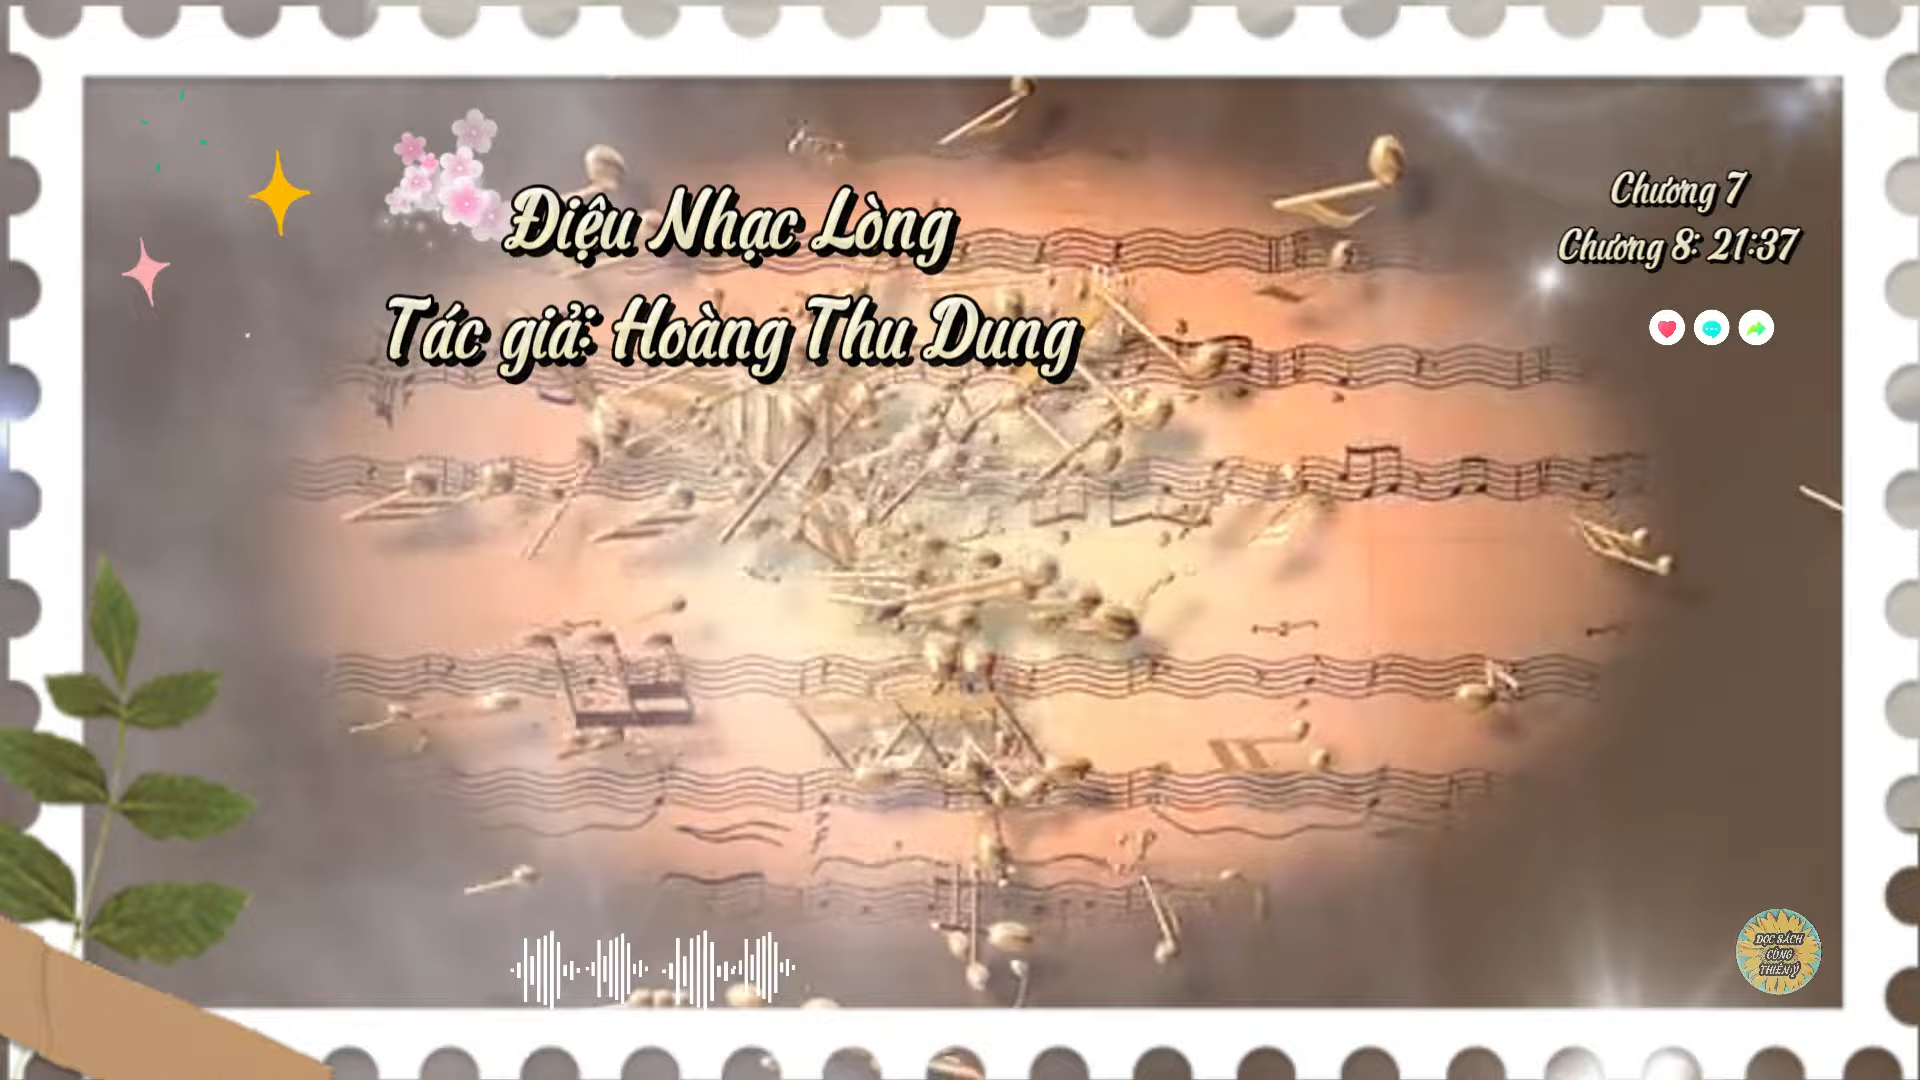 Điệu Nhạc Lòng
Tác giả: Hoàng Thu Dung
Chương 7
Chương 8: 21:37
ĐỌC SÁCH
CÙNG
THIÊN Ý